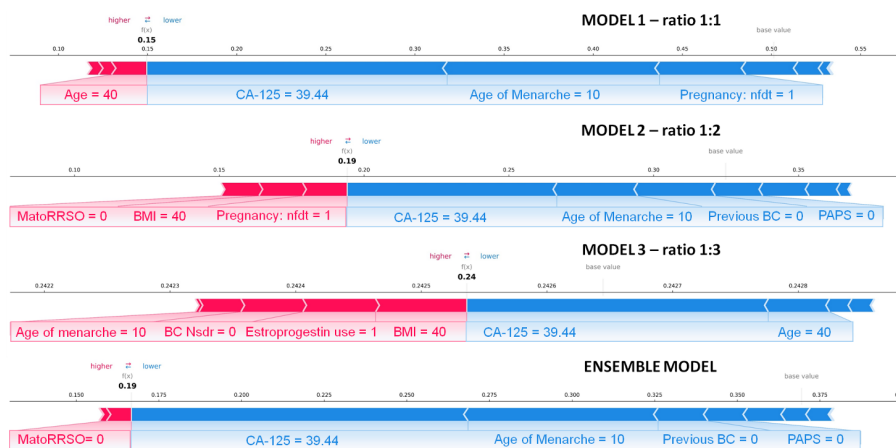 MODEL 1 – ratio 1:1
higher ⇄ lower
f(x) base value
0.15
0.10 0.15 0.20 0.25 0.30 0.35 0.40 0.45 0.50 0.55
Age = 40 CA-125 = 39.44 Age of Menarche = 10 Pregnancy: nfdt = 1
MODEL 2 – ratio 1:2
higher ⇄ lower
f(x) base value
0.19
0.10 0.15 0.20 0.25 0.30 0.35
MatoRRSO = 0 BMI = 40 Pregnancy: nfdt = 1 CA-125 = 39.44 Age of Menarche = 10 Previous BC = 0 PAPS = 0
MODEL 3 – ratio 1:3
higher ⇄ lower
f(x) base value
0.24
0.2422 0.2423 0.2424 0.2425 0.2426 0.2427 0.2428
Age of menarche = 10 BC Nsdr = 0 Estroprogestin use = 1 BMI = 40 CA-125 = 39.44 Age = 40
ENSEMBLE MODEL
higher ⇄ lower
f(x) base value
0.19
0.150 0.175 0.200 0.225 0.250 0.275 0.300 0.325 0.350 0.375
MatoRRSO= 0 CA-125 = 39.44 Age of Menarche = 10 Previous BC = 0 PAPS = 0